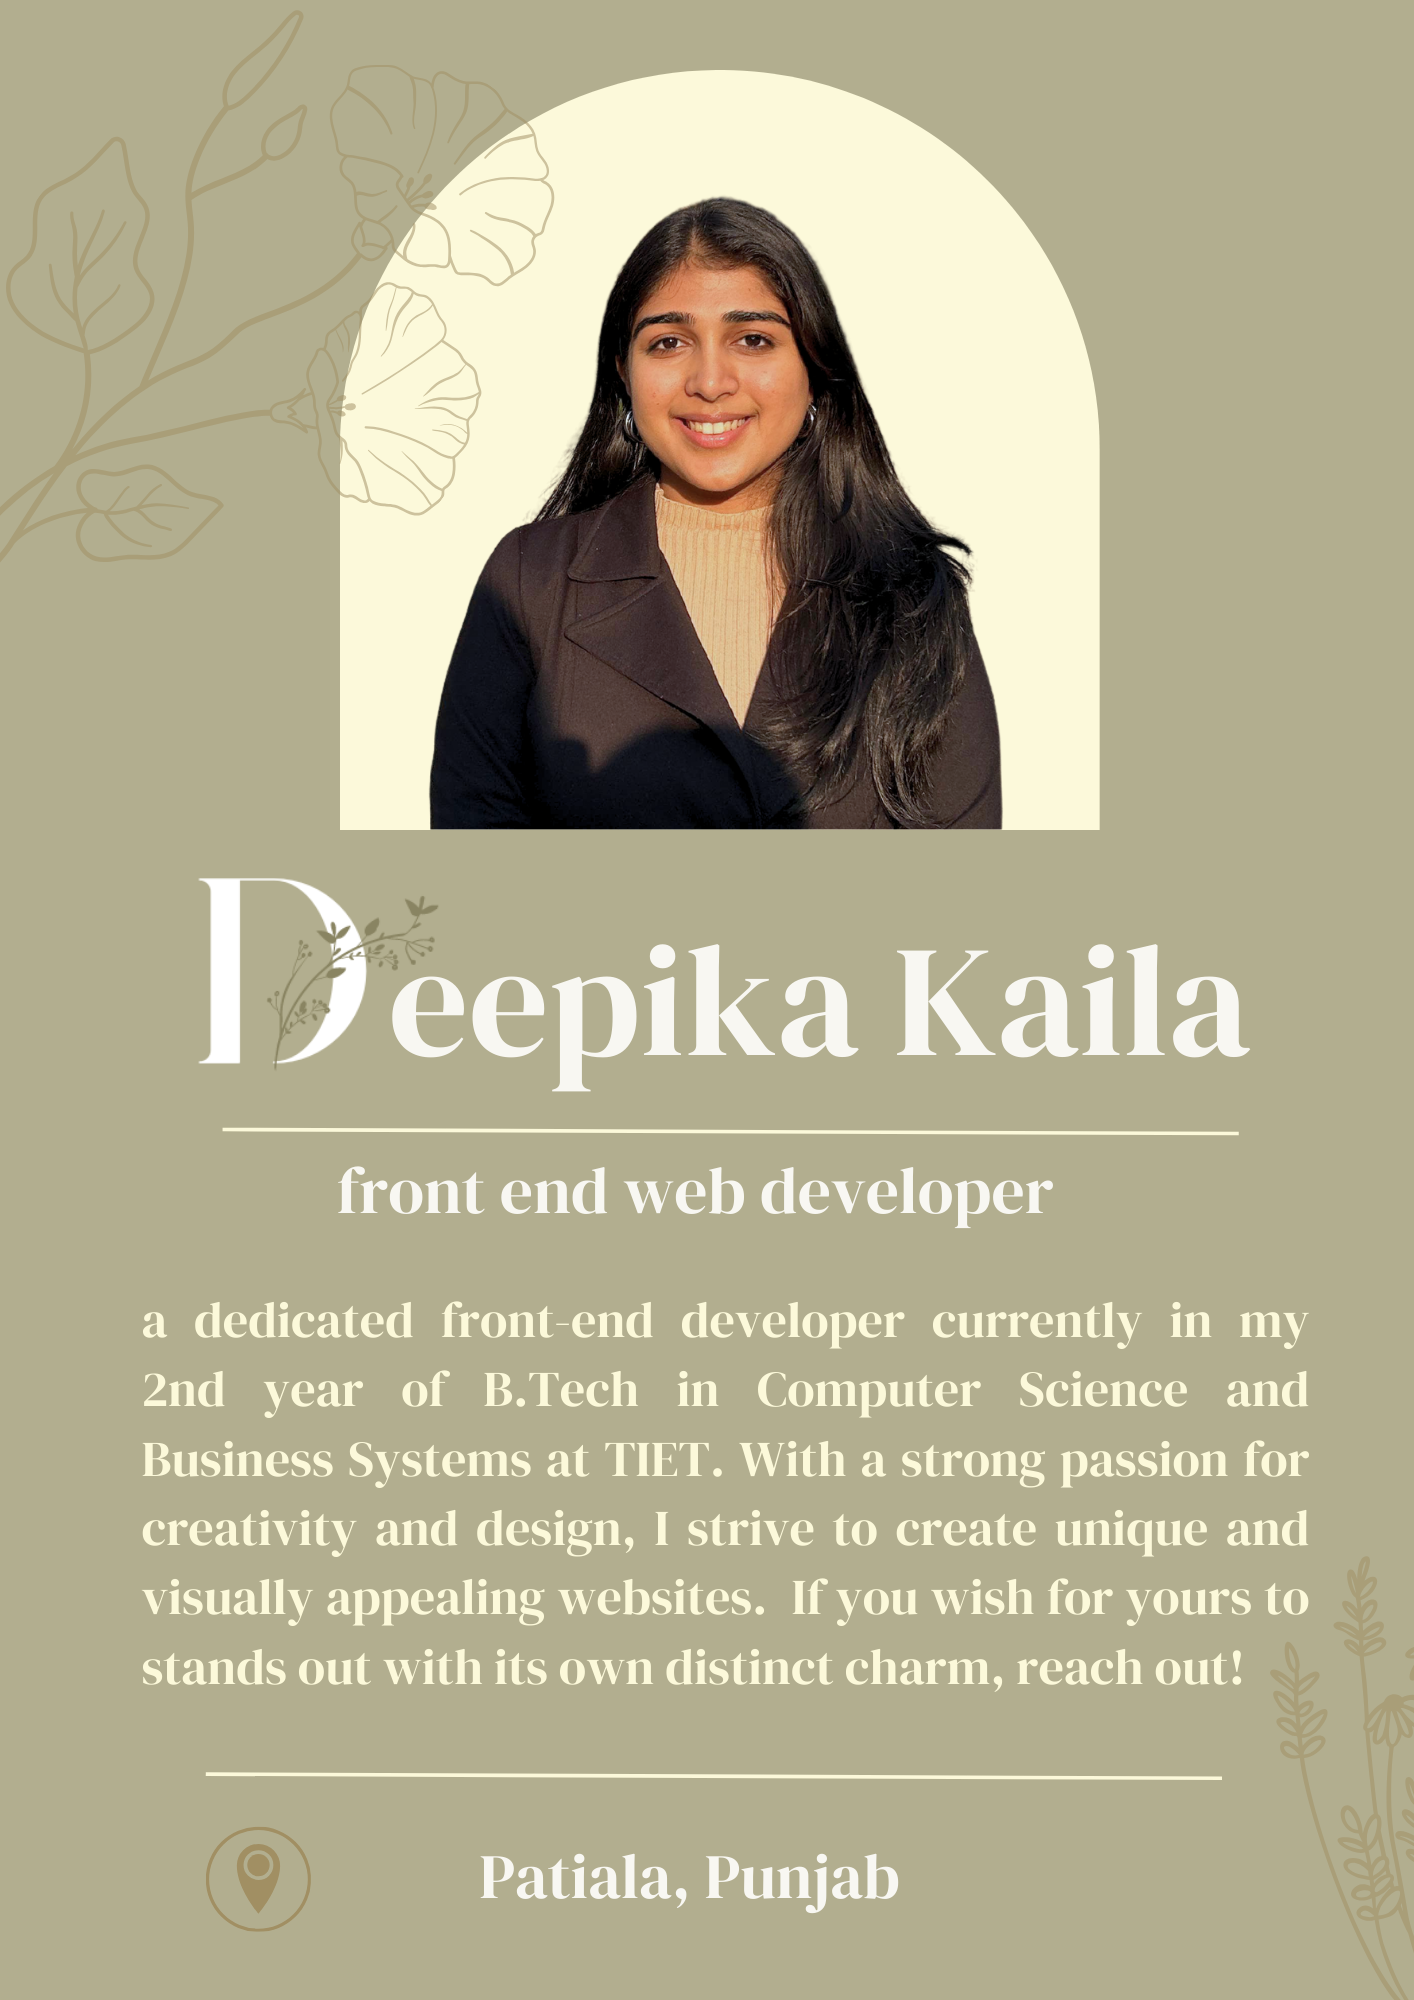 Deepika Kaila
front end web developer
a dedicated front-end developer currently in my
2nd year of B.Tech in Computer Science and
Business Systems at TIET. With a strong passion for
creativity and design, I strive to create unique and
visually appealing websites.  If you wish for yours to
stands out with its own distinct charm, reach out!
Patiala, Punjab